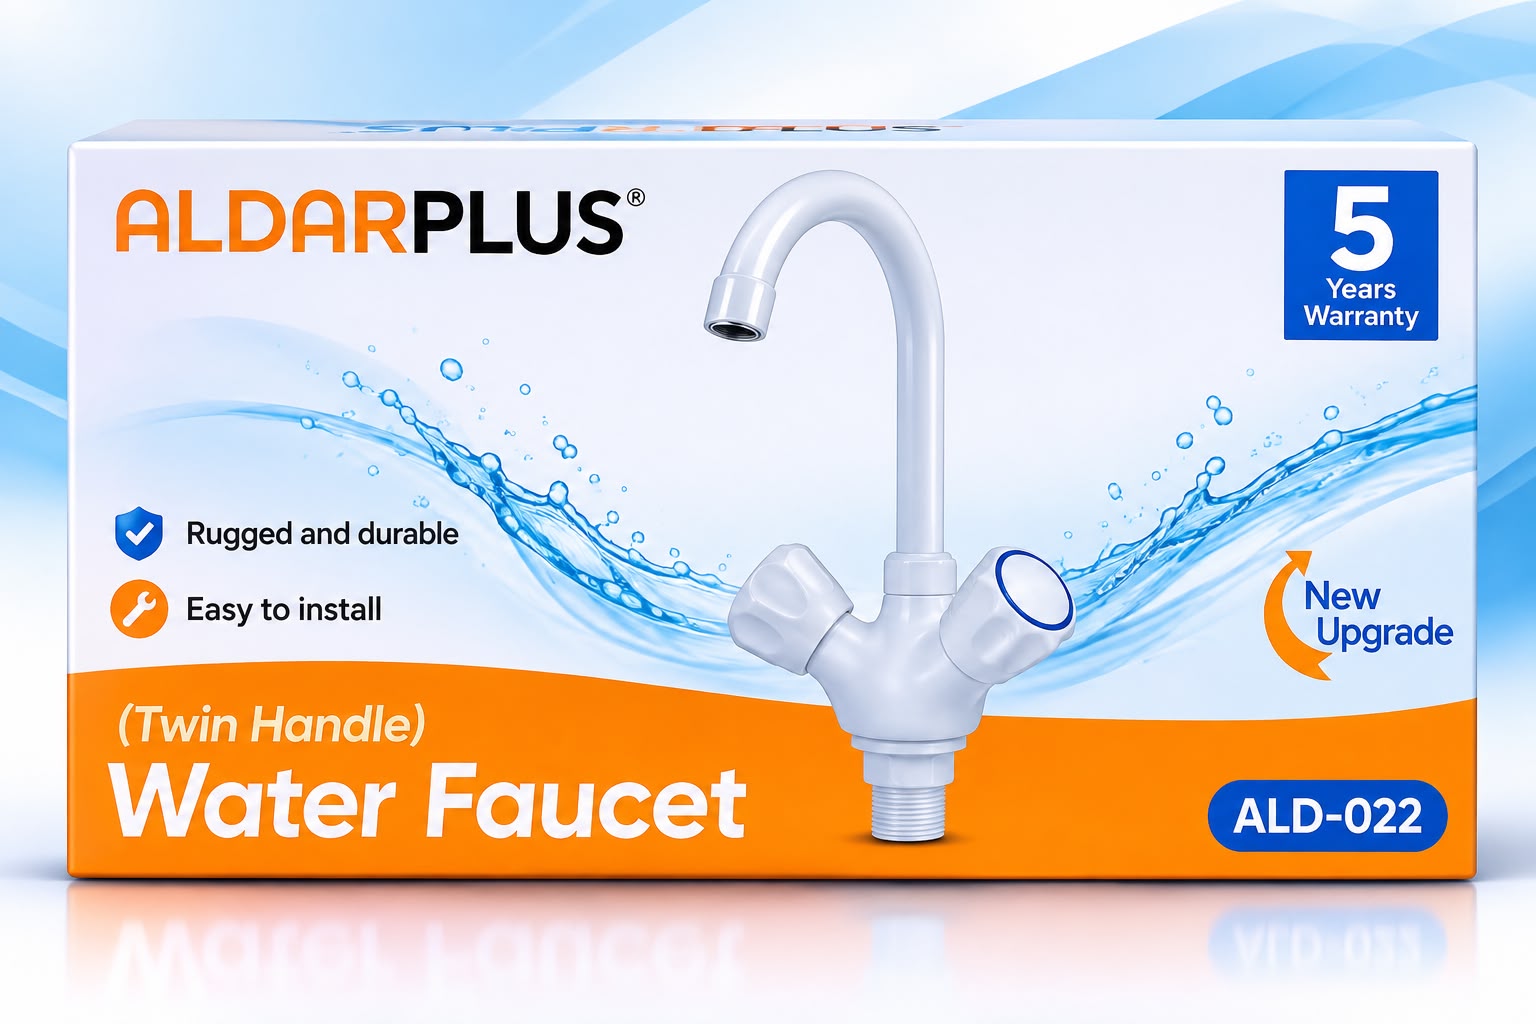 ALDARPLUS®
5
Years
Warranty
Rugged and durable
Easy to install
New
Upgrade
(Twin Handle)
Water Faucet
ALD-022